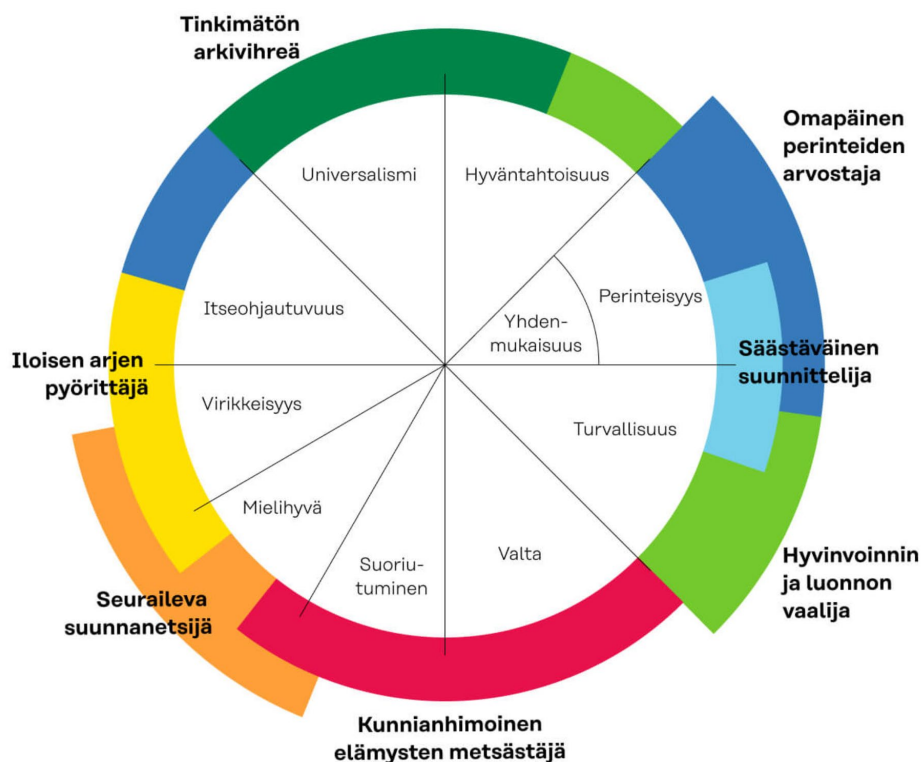 Tinkimätön
arkivihreä
Omapäinen
perinteiden
arvostaja
Universalismi
Hyväntahtoisuus
Itseohjautuvuus
Perinteisyys
Yhden-
mukaisuus
Iloisen arjen
pyörittäjä
Säästäväinen
suunnittelija
Virikkeisyys
Turvallisuus
Mielihyvä
Suoriu-
tuminen
Valta
Seuraileva
suunnanetsijä
Hyvinvoinnin
ja luonnon
vaalija
Kunnianhimoinen
elämysten metsästäjä